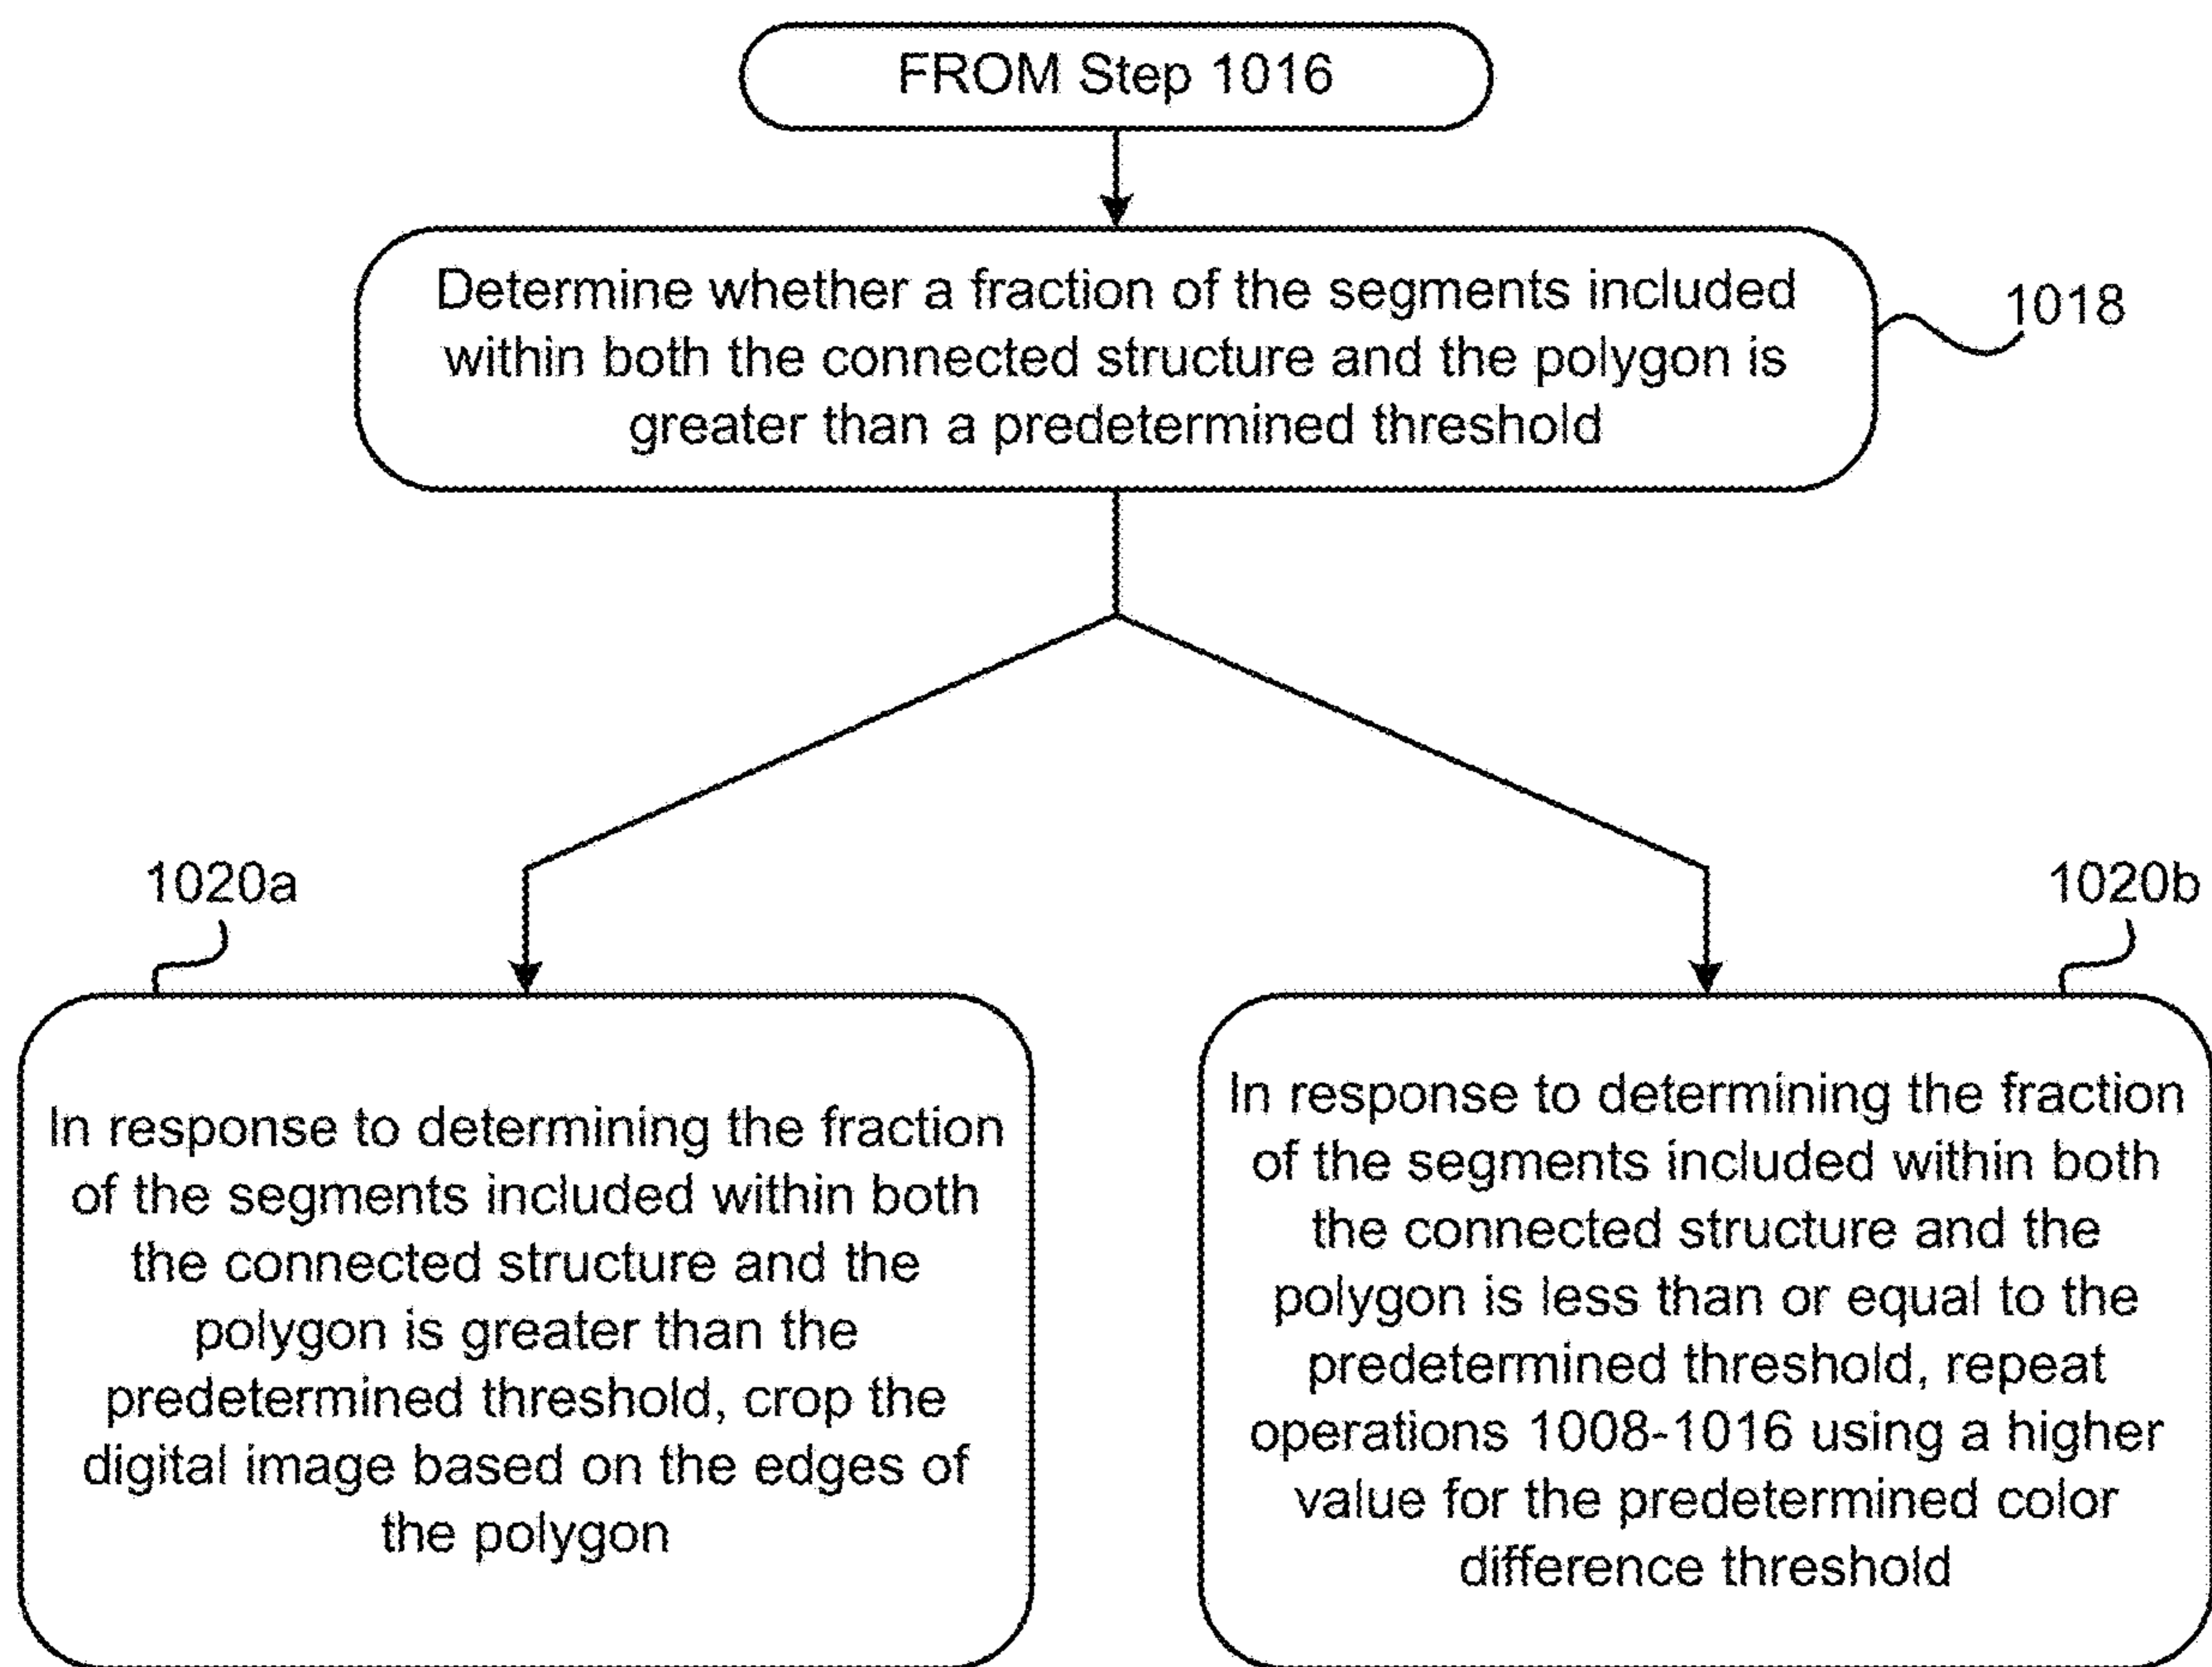 FROM Step 1016
Determine whether a fraction of the segments included
within both the connected structure and the polygon is
greater than a predetermined threshold
1018
1020a
1020b
In response to determining the fraction
of the segments included within both
the connected structure and the
polygon is greater than the
predetermined threshold, crop the
digital image based on the edges of
the polygon
In response to determining the fraction
of the segments included within both
the connected structure and the
polygon is less than or equal to the
predetermined threshold, repeat
operations 1008-1016 using a higher
value for the predetermined color
difference threshold